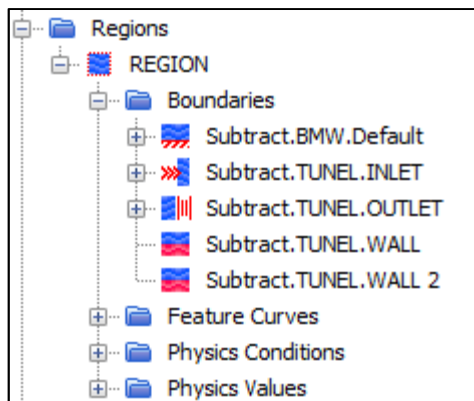 Regions
REGION
Boundaries
Subtract.BMW.Default
Subtract.TUNEL.INLET
Subtract.TUNEL.OUTLET
Subtract.TUNEL.WALL
Subtract.TUNEL.WALL 2
Feature Curves
Physics Conditions
Physics Values